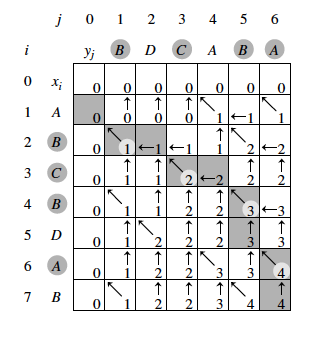 j 0 1 2 3 4 5 6
i y_j B D C A B A
0 x_i 0 0 0 0 0 0 0
1 A 0 ↑0 ↑0 ↑0 ↖1 ←1 ↖1
2 B 0 ↖1 ←1 ←1 ↑1 ↖2 ←2
3 C 0 ↑1 ↑1 ↖2 ←2 ↑2 ↑2
4 B 0 ↖1 ↑1 ↑2 ↑2 ↖3 ←3
5 D 0 ↑1 ↖2 ↑2 ↑2 ↑3 ↑3
6 A 0 ↑1 ↑2 ↑2 ↖3 ↑3 ↖4
7 B 0 ↖1 ↑2 ↑2 ↑3 ↖4 ↑4